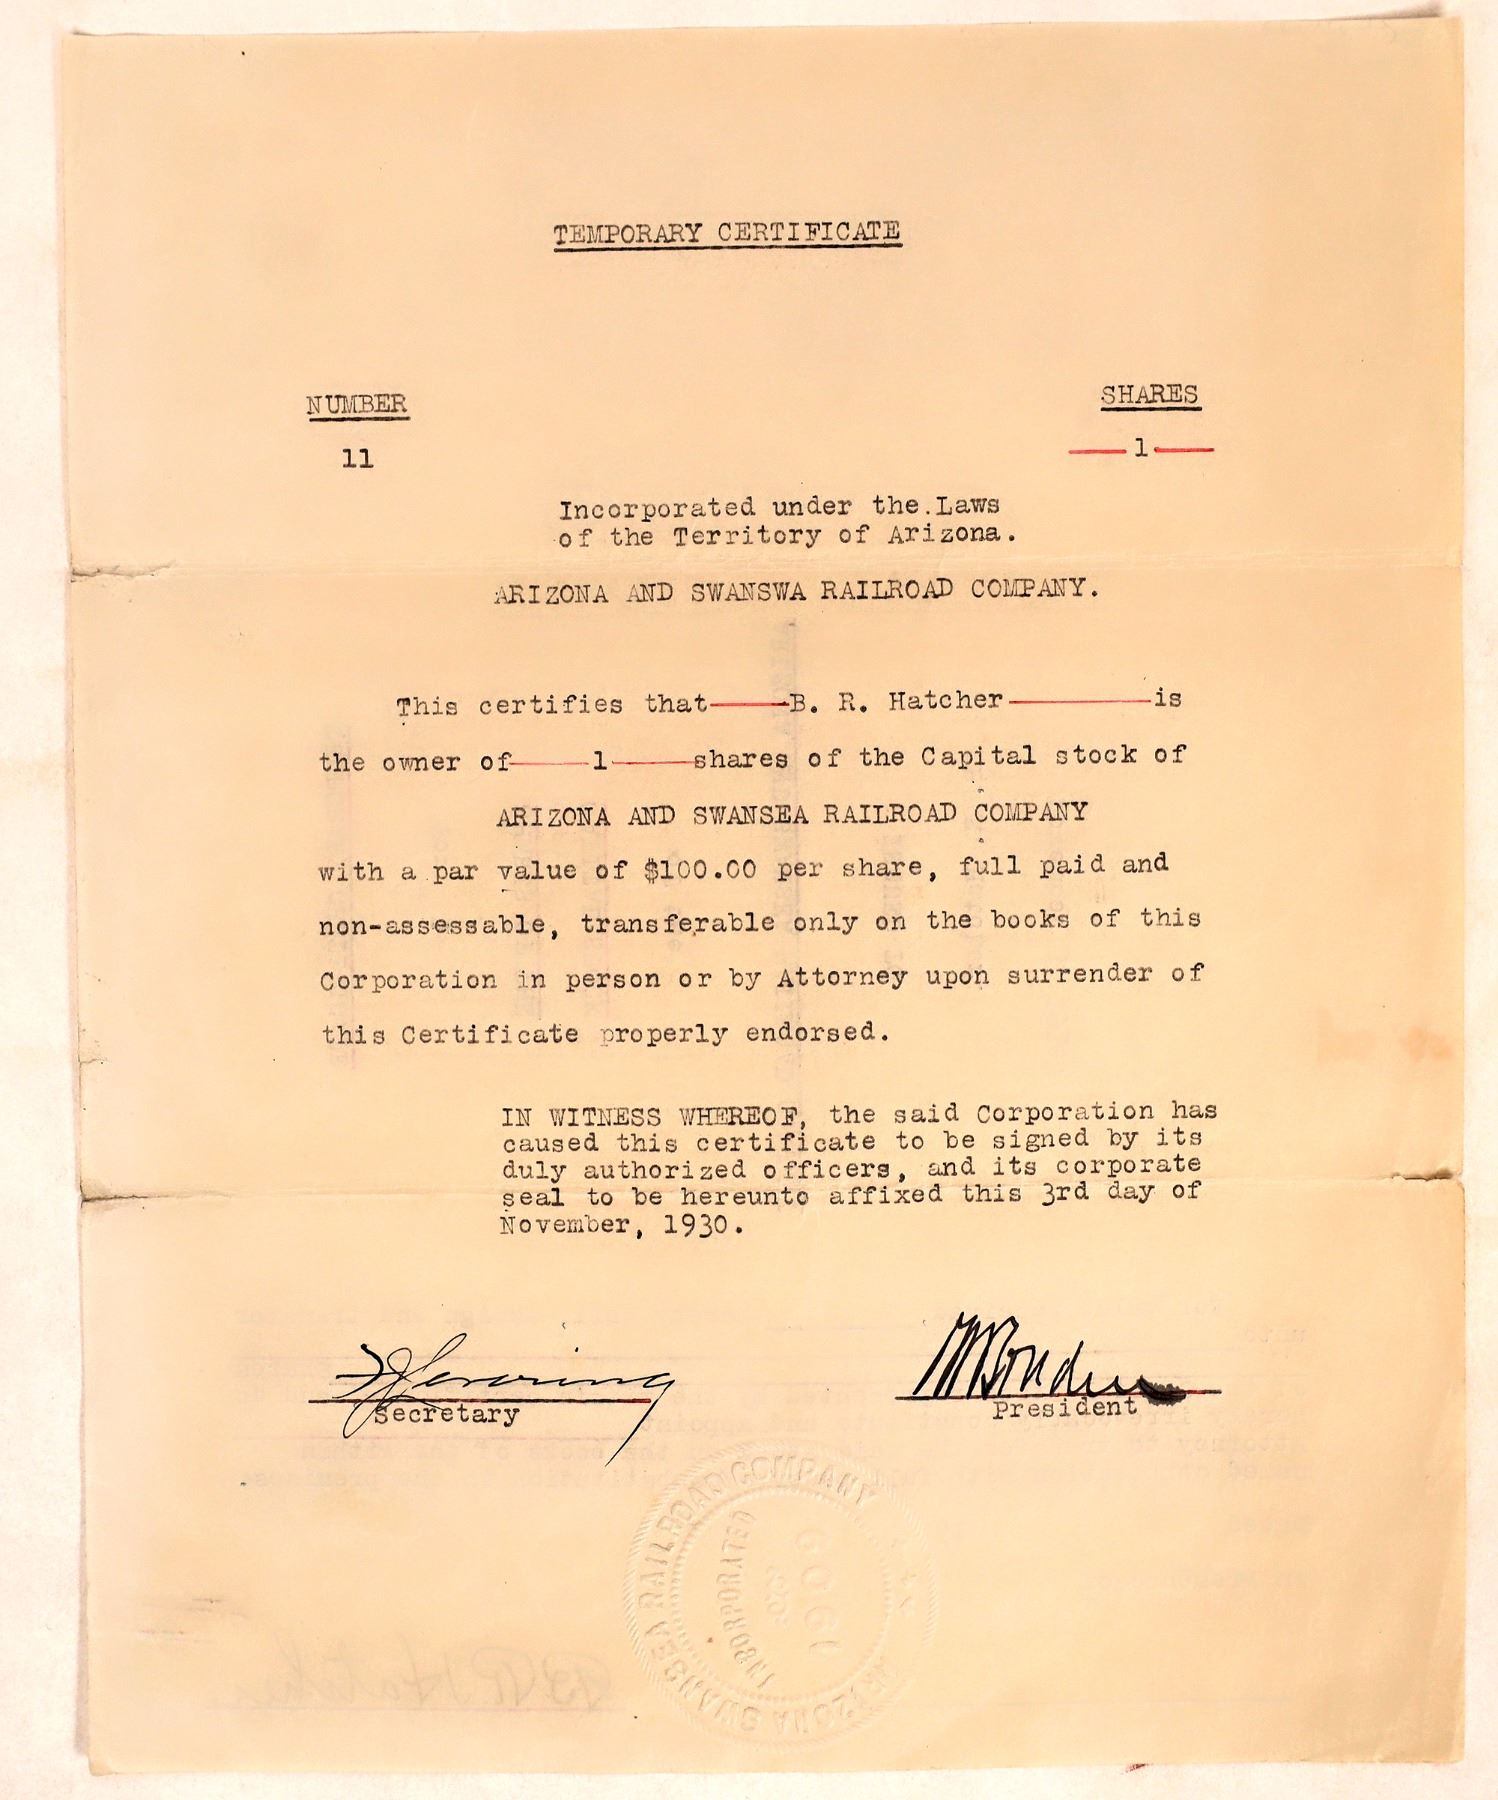 TEMPORARY CERTIFICATE
NUMBER
SHARES
11
1
Incorporated under the.Laws
of the Territory of Arizona.
ARIZONA AND SWANSWA RAILROAD COMPANY.
This certifies that B. R. Hatcher is
the owner of 1 shares of the Capital stock of
ARIZONA AND SWANSEA RAILROAD COMPANY
with a par value of $100.00 per share, full paid and
non-assessable, transferable only on the books of this
Corporation in person or by Attorney upon surrender of
this Certificate properly endorsed.
IN WITNESS WHEREOF, the said Corporation has
caused this certificate to be signed by its
duly authorized officers, and its corporate
seal to be hereunto affixed this 3rd day of
November, 1930.
Secretary
President
ARIZONA SWANSEA RAILROAD COMPANY
INCORPORATED